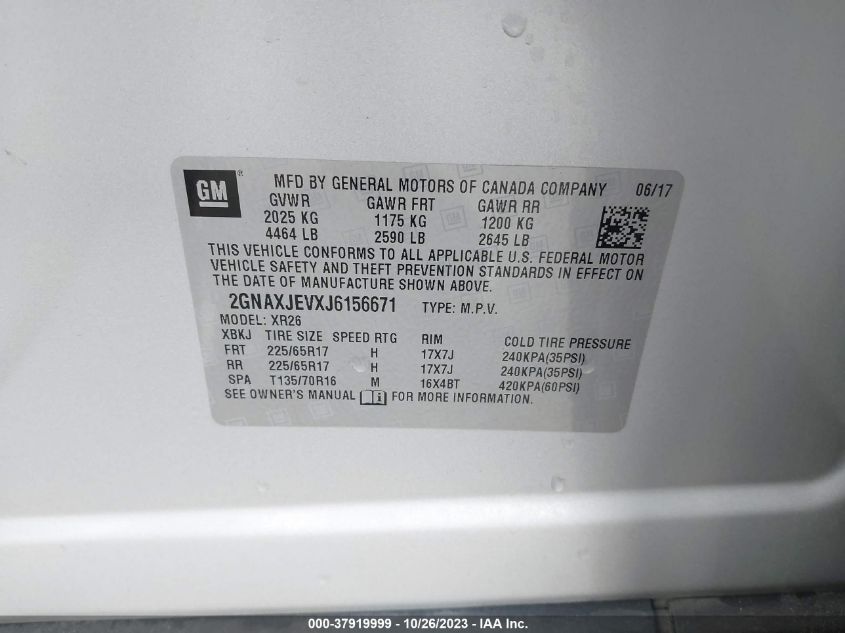 GM ® MFD BY GENERAL MOTORS OF CANADA COMPANY 06/17
GVWR GAWR FRT GAWR RR
2025 KG 1175 KG 1200 KG
4464 LB 2590 LB 2645 LB
THIS VEHICLE CONFORMS TO ALL APPLICABLE U.S. FEDERAL MOTOR
VEHICLE SAFETY AND THEFT PREVENTION STANDARDS IN EFFECT ON
THE DATE OF MANUFACTURE SHOWN ABOVE.
2GNAXJEVXJ6156671 TYPE: M.P.V.
MODEL: XR26
XBKJ TIRE SIZE SPEED RTG RIM COLD TIRE PRESSURE
FRT 225/65R17 H 17X7J 240KPA(35PSI)
RR 225/65R17 H 17X7J 240KPA(35PSI)
SPA T135/70R16 M 16X4BT 420KPA(60PSI)
SEE OWNER'S MANUAL i FOR MORE INFORMATION.
000-37919999 - 10/26/2023 - IAA Inc.